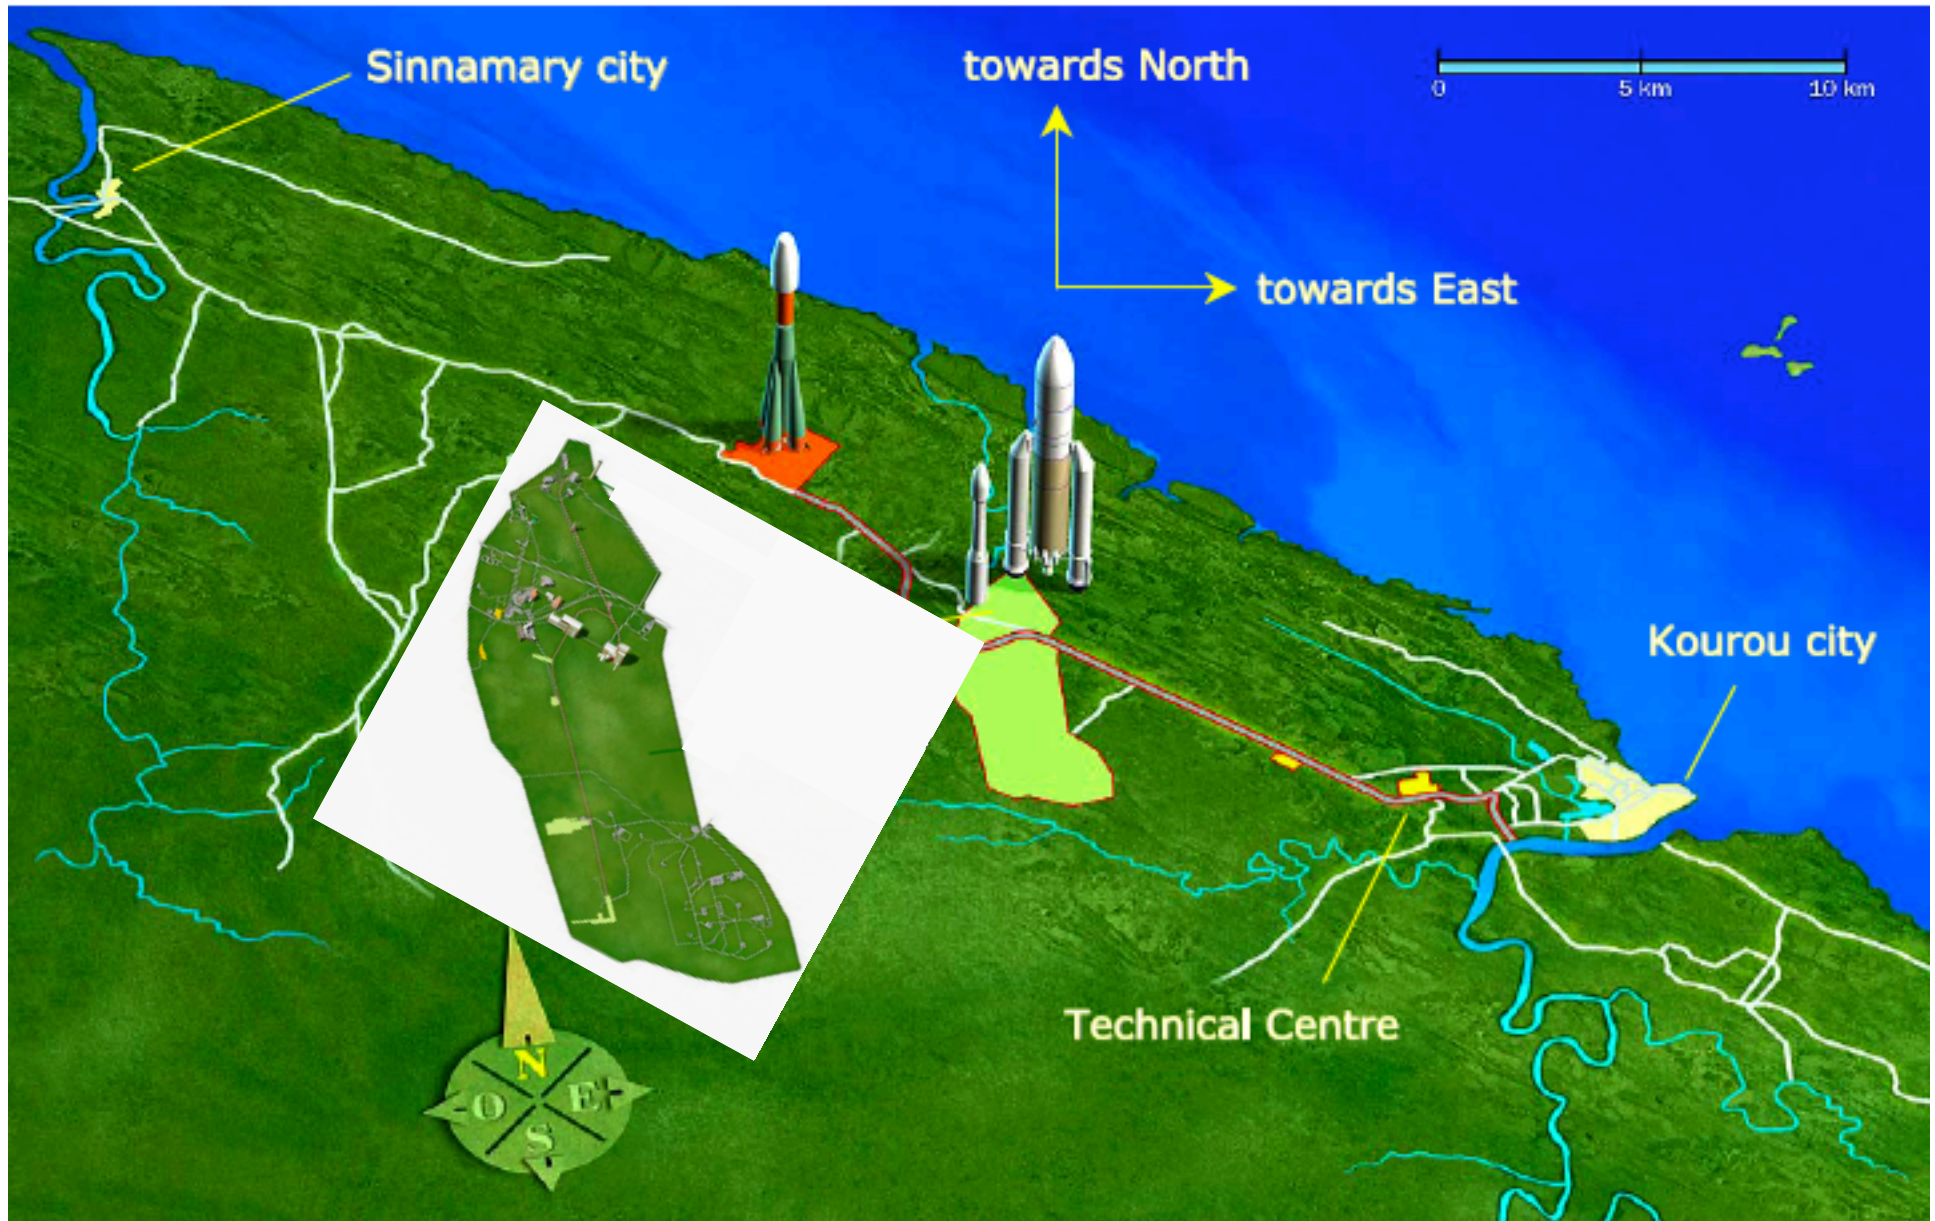 Sinnamary city
towards North
0 5 km 10 km
towards East
Kourou city
Technical Centre
N
O E
S